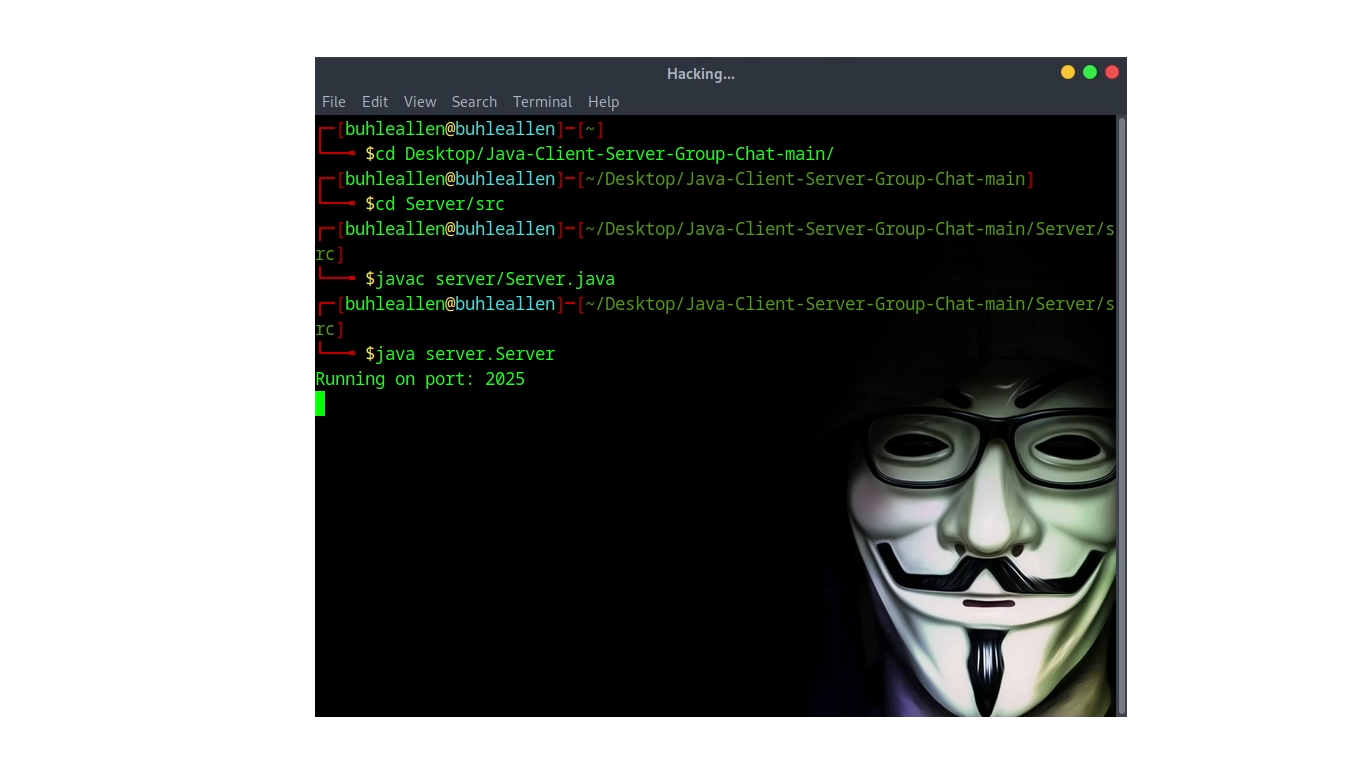 Hacking...
File Edit View Search Terminal Help
┌─[buhleallen@buhleallen]─[~]
└──╼ $cd Desktop/Java-Client-Server-Group-Chat-main/
┌─[buhleallen@buhleallen]─[~/Desktop/Java-Client-Server-Group-Chat-main]
└──╼ $cd Server/src
┌─[buhleallen@buhleallen]─[~/Desktop/Java-Client-Server-Group-Chat-main/Server/s
rc]
└──╼ $javac server/Server.java
┌─[buhleallen@buhleallen]─[~/Desktop/Java-Client-Server-Group-Chat-main/Server/s
rc]
└──╼ $java server.Server
Running on port: 2025